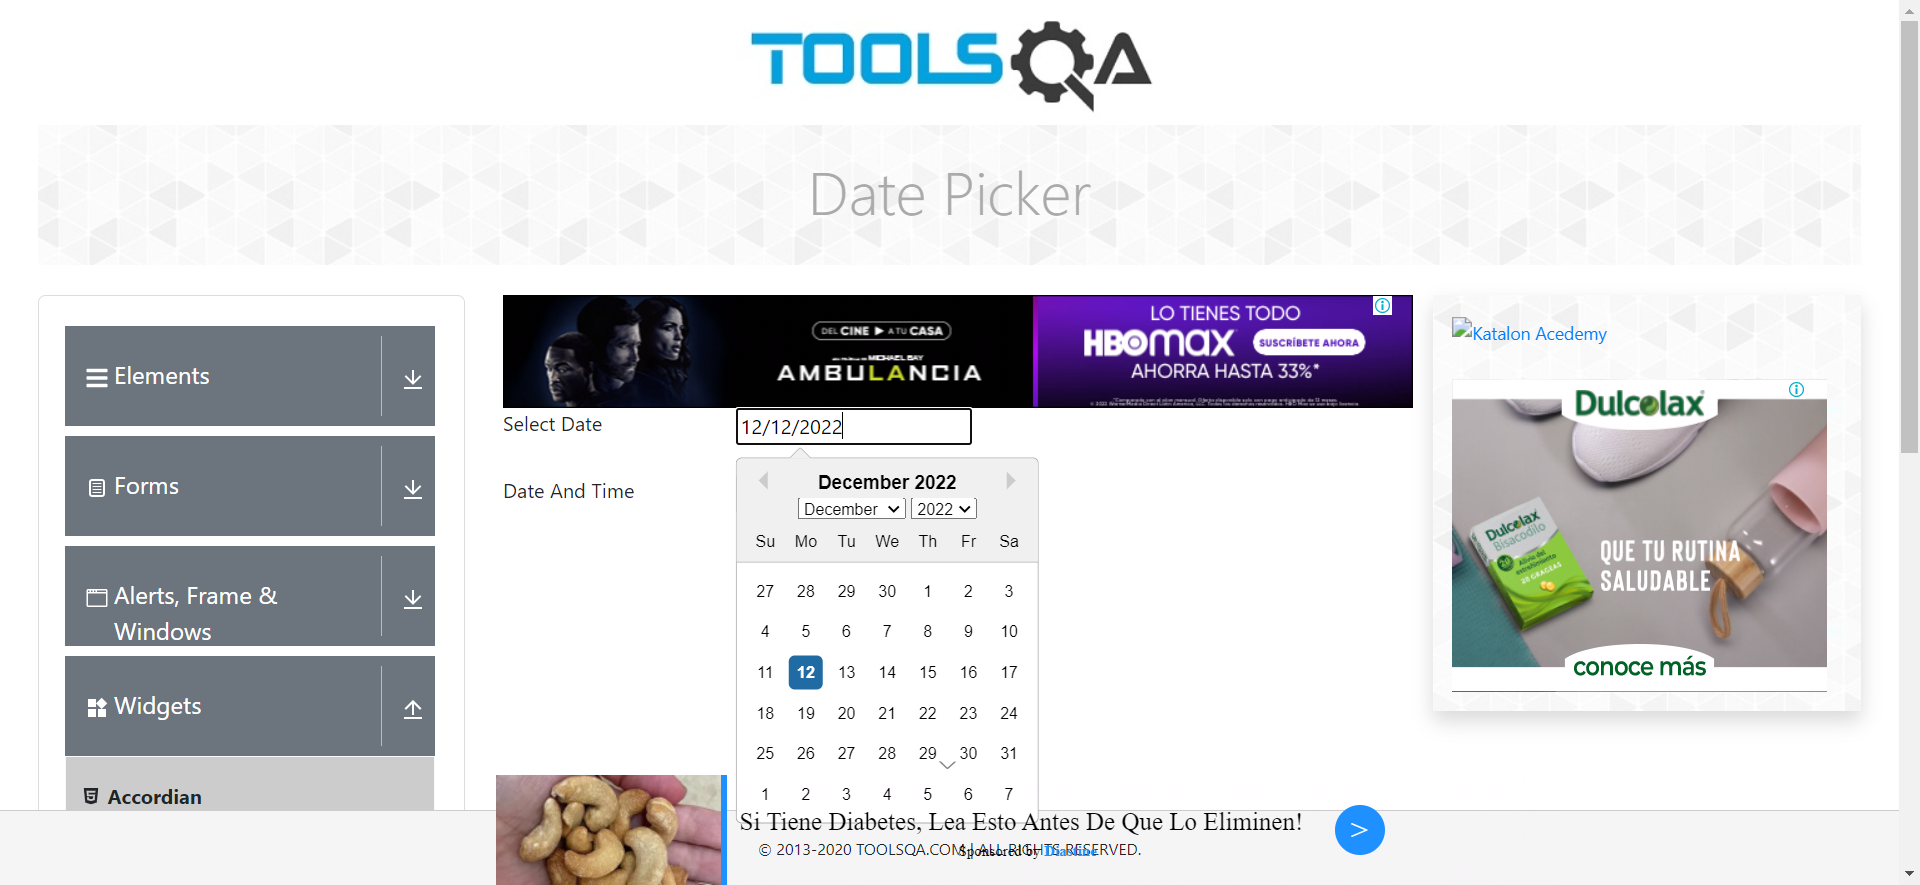 TOOLSQA
Date Picker
Elements
Forms
Alerts, Frame &
Windows
Widgets
Accordian
DEL CINE ▶ A TU CASA
MICHAEL BAY
AMBULANCIA
LO TIENES TODO
HBOMAX
SUSCRÍBETE AHORA
AHORRA HASTA 33%*
Select Date
12/12/2022
Date And Time
December 2022
December 2022
Su Mo Tu We Th Fr Sa
27 28 29 30 1 2 3
4 5 6 7 8 9 10
11 12 13 14 15 16 17
18 19 20 21 22 23 24
25 26 27 28 29 30 31
1 2 3 4 5 6 7
Katalon Acedemy
Dulcolax
Dulcolax
Bisacodilo
20 GRAGEAS
QUE TU RUTINA
SALUDABLE
conoce más
Si Tiene Diabetes, Lea Esto Antes De Que Lo Eliminen!
>
© 2013-2020 TOOLSQA.COM | ALL RIGHTS RESERVED.
Sponsored by